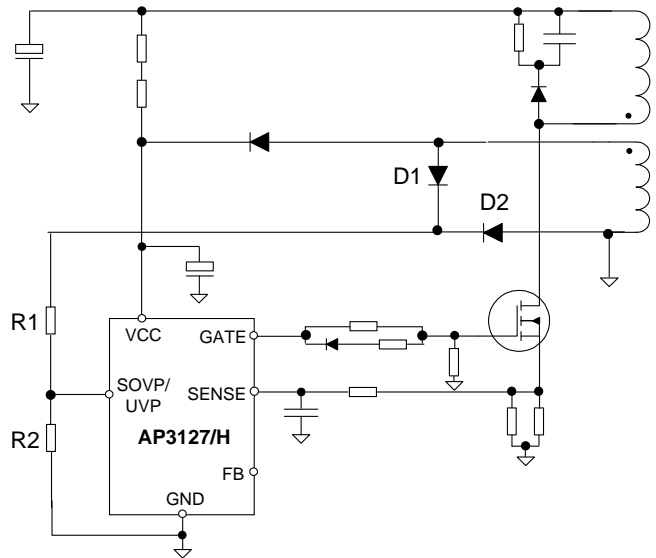 D1
D2
R1
VCC
GATE
SOVP/
UVP
SENSE
R2
AP3127/H
FB
GND